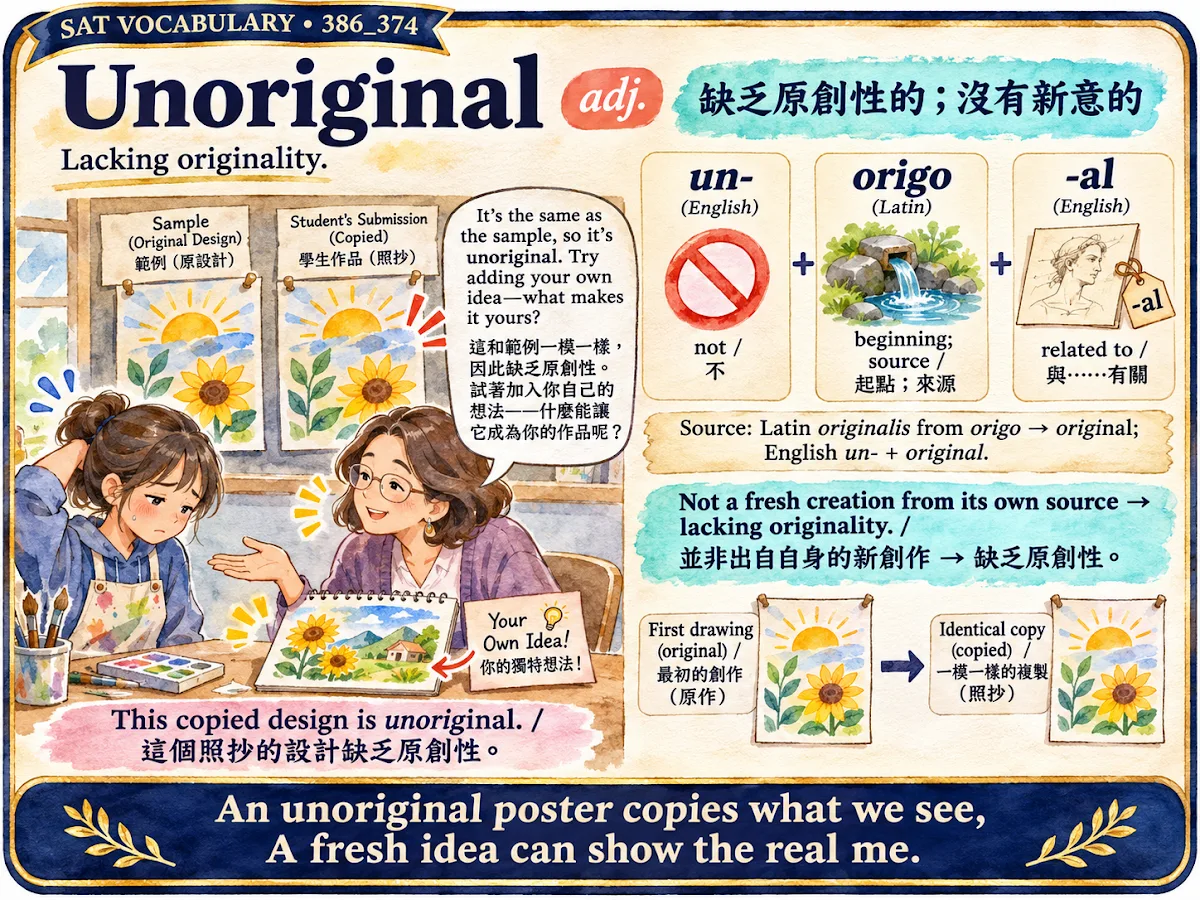 SAT VOCABULARY • 386_374
Unoriginal
adj.
缺乏原創性的；沒有新意的
Lacking originality.
Sample
(Original Design)
範例（原設計）
Student's Submission
(Copied)
學生作品（照抄）
It's the same as
the sample, so it's
unoriginal. Try
adding your own
idea—what makes
it yours?
這和範例一模一樣，
因此缺乏原創性。
試著加入你自己的
想法——什麼能讓
它成為你的作品呢？
Your
Own Idea!
你的獨特想法！
This copied design is unoriginal. /
這個照抄的設計缺乏原創性。
un-
(English)
not /
不
+
origo
(Latin)
beginning;
source /
起點；來源
+
-al
(English)
-al
related to /
與……有關
Source: Latin originalis from origo → original;
English un- + original.
Not a fresh creation from its own source →
lacking originality. /
並非出自自身的新創作 → 缺乏原創性。
First drawing
(original) /
最初的創作
（原作）
Identical copy
(copied) /
一模一樣的複製
（照抄）
An unoriginal poster copies what we see,
A fresh idea can show the real me.